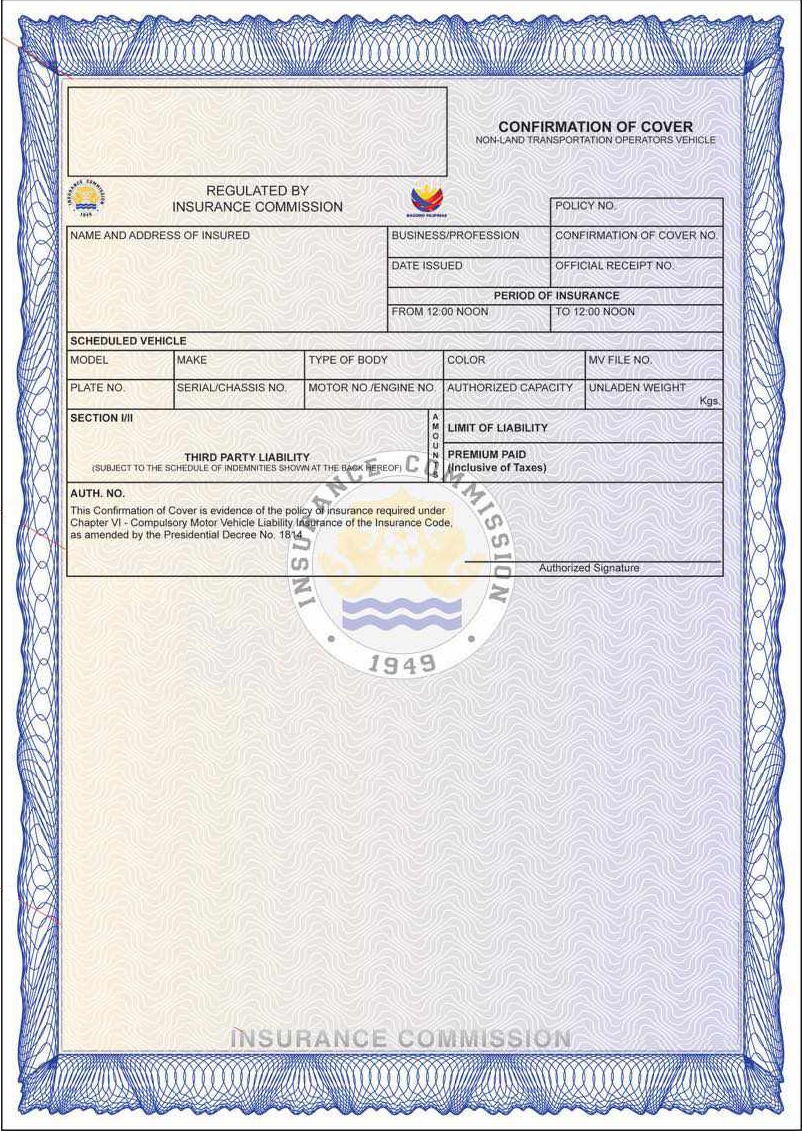 CONFIRMATION OF COVER
NON-LAND TRANSPORTATION OPERATORS VEHICLE
INSURANCE COMMISSION
1949
REGULATED BY
INSURANCE COMMISSION
BAGONG PILIPINAS
POLICY NO.
NAME AND ADDRESS OF INSURED
BUSINESS/PROFESSION
CONFIRMATION OF COVER NO.
DATE ISSUED
OFFICIAL RECEIPT NO.
PERIOD OF INSURANCE
FROM 12:00 NOON
TO 12:00 NOON
SCHEDULED VEHICLE
MODEL
MAKE
TYPE OF BODY
COLOR
MV FILE NO.
PLATE NO.
SERIAL/CHASSIS NO.
MOTOR NO./ENGINE NO
AUTHORIZED CAPACITY
UNLADEN WEIGHT
Kgs.
SECTION I/II
THIRD PARTY LIABILITY
(SUBJECT TO THE SCHEDULE OF INDEMNITIES SHOWN AT THE BACK HEREOF)
AMOUNTS
LIMIT OF LIABILITY
PREMIUM PAID
(Inclusive of Taxes)
AUTH. NO.
This Confirmation of Cover is evidence of the policy of insurance required under
Chapter VI - Compulsory Motor Vehicle Liability Insurance of the Insurance Code,
as amended by the Presidential Decree No. 1814.
Authorized Signature
INSURANCE COMMISSION
1949
INSURANCE COMMISSION